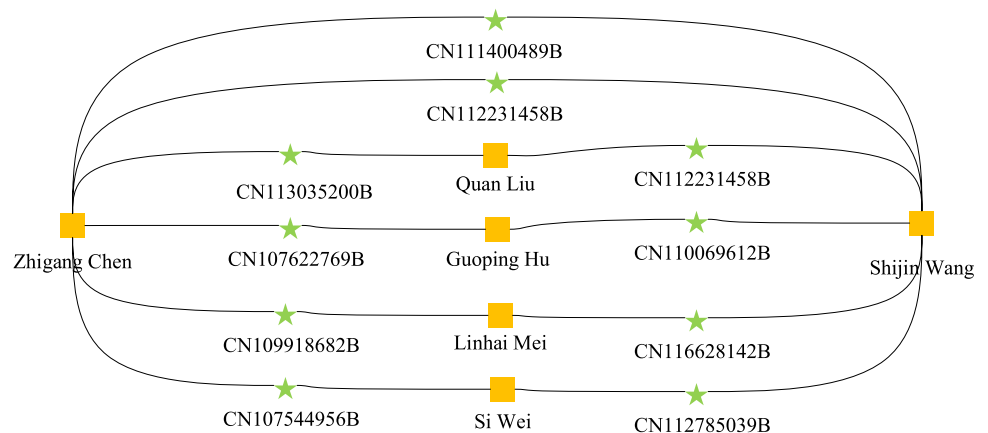 CN111400489B
CN112231458B
CN113035200B
Quan Liu
CN112231458B
Zhigang Chen
CN107622769B
Guoping Hu
CN110069612B
Shijin Wang
CN109918682B
Linhai Mei
CN116628142B
CN107544956B
Si Wei
CN112785039B